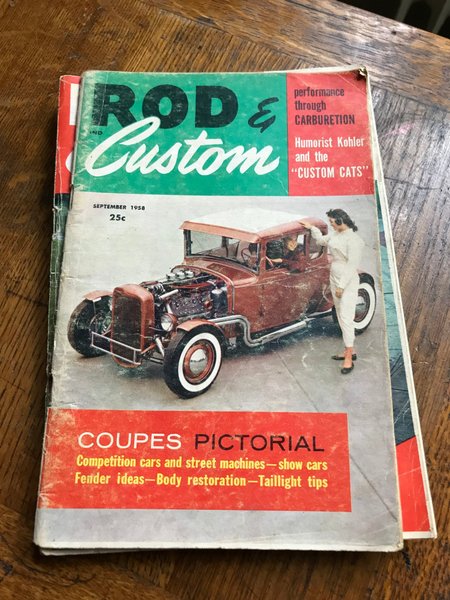 ROD &
AND
Custom
performance
through
CARBURETION
Humorist Kohler
and the
"CUSTOM CATS"
SEPTEMBER 1958
25c
COUPES PICTORIAL
Competition cars and street machines—show cars
Fender ideas—Body restoration—Taillight tips